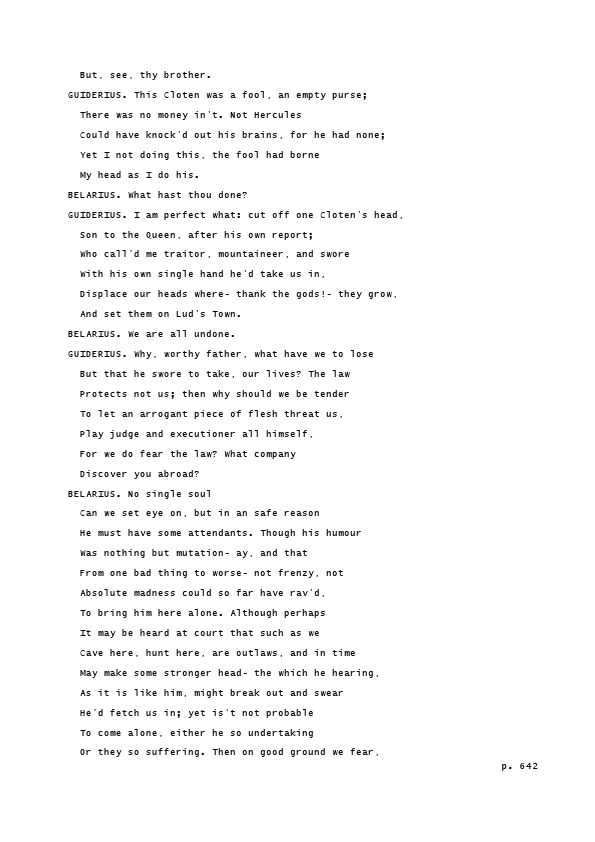 But, see, thy brother.
GUIDERIUS. This Cloten was a fool, an empty purse;
There was no money in't. Not Hercules
Could have knock'd out his brains, for he had none;
Yet I not doing this, the fool had borne
My head as I do his.
BELARIUS. What hast thou done?
GUIDERIUS. I am perfect what: cut off one Cloten's head,
Son to the Queen, after his own report;
Who call'd me traitor, mountaineer, and swore
With his own single hand he'd take us in,
Displace our heads where- thank the gods!- they grow,
And set them on Lud's Town.
BELARIUS. We are all undone.
GUIDERIUS. Why, worthy father, what have we to lose
But that he swore to take, our lives? The law
Protects not us; then why should we be tender
To let an arrogant piece of flesh threat us,
Play judge and executioner all himself,
For we do fear the law? What company
Discover you abroad?
BELARIUS. No single soul
Can we set eye on, but in an safe reason
He must have some attendants. Though his humour
Was nothing but mutation- ay, and that
From one bad thing to worse- not frenzy, not
Absolute madness could so far have rav'd,
To bring him here alone. Although perhaps
It may be heard at court that such as we
Cave here, hunt here, are outlaws, and in time
May make some stronger head- the which he hearing,
As it is like him, might break out and swear
He'd fetch us in; yet is't not probable
To come alone, either he so undertaking
Or they so suffering. Then on good ground we fear,
p. 642